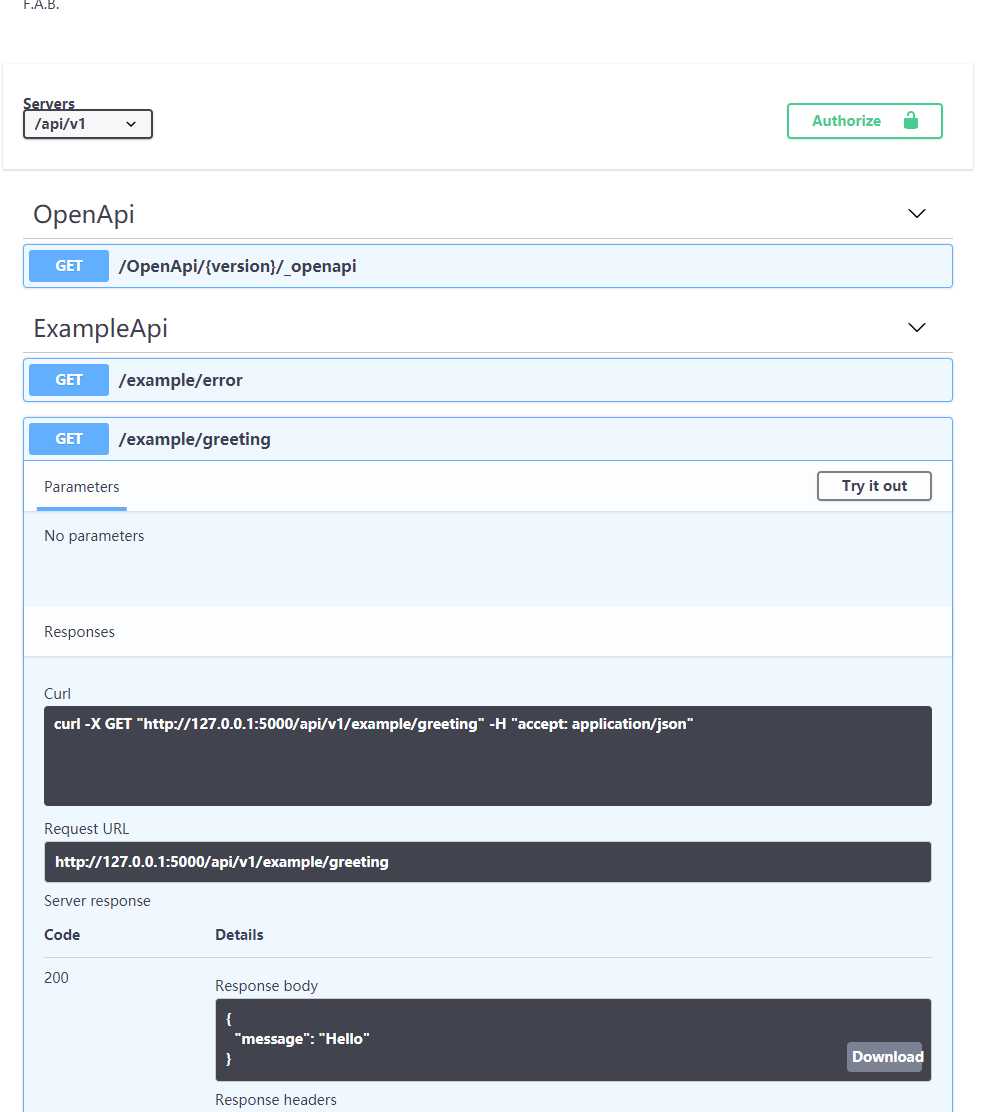 F.A.B.
Servers
/api/v1
Authorize
OpenApi
GET /OpenApi/{version}/_openapi
ExampleApi
GET /example/error
GET /example/greeting
Parameters
Try it out
No parameters
Responses
Curl
curl -X GET "http://127.0.0.1:5000/api/v1/example/greeting" -H "accept: application/json"
Request URL
http://127.0.0.1:5000/api/v1/example/greeting
Server response
Code Details
200
Response body
{
  "message": "Hello"
}
Download
Response headers